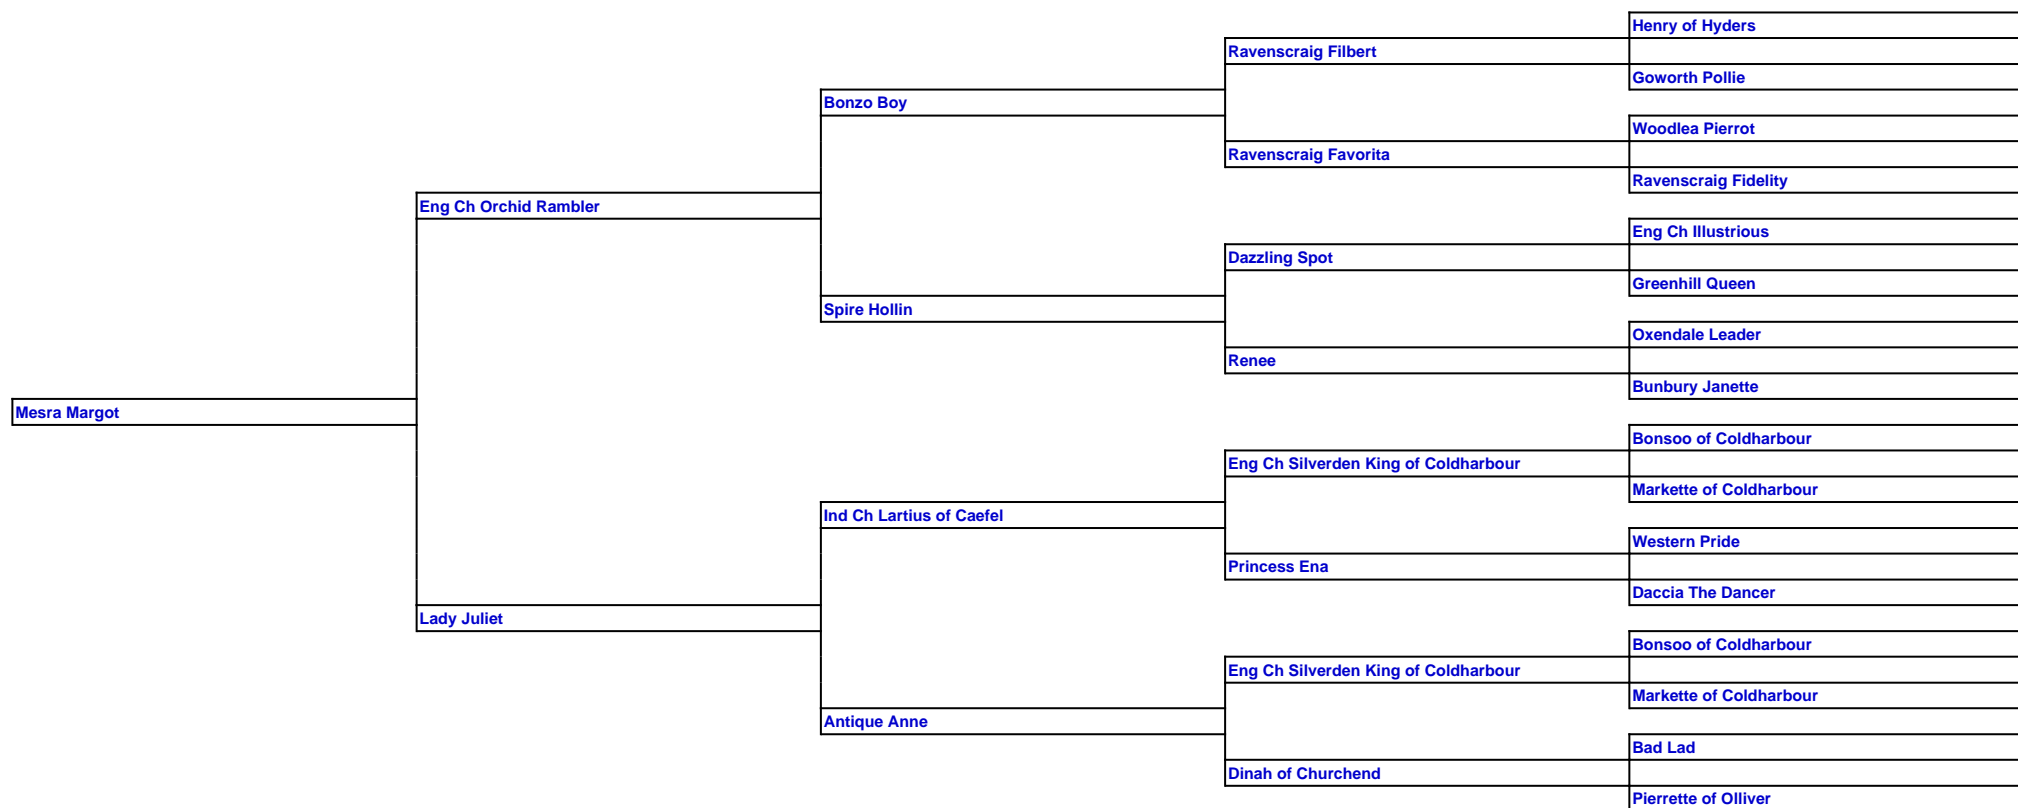 Henry of Hyders
Ravenscraig Filbert
Goworth Pollie
Bonzo Boy
Woodlea Pierrot
Ravenscraig Favorita
Ravenscraig Fidelity
Eng Ch Orchid Rambler
Eng Ch Illustrious
Dazzling Spot
Greenhill Queen
Spire Hollin
Oxendale Leader
Renee
Bunbury Janette
Mesra Margot
Bonsoo of Coldharbour
Eng Ch Silverden King of Coldharbour
Markette of Coldharbour
Ind Ch Lartius of Caefel
Western Pride
Princess Ena
Daccia The Dancer
Lady Juliet
Bonsoo of Coldharbour
Eng Ch Silverden King of Coldharbour
Markette of Coldharbour
Antique Anne
Bad Lad
Dinah of Churchend
Pierrette of Olliver